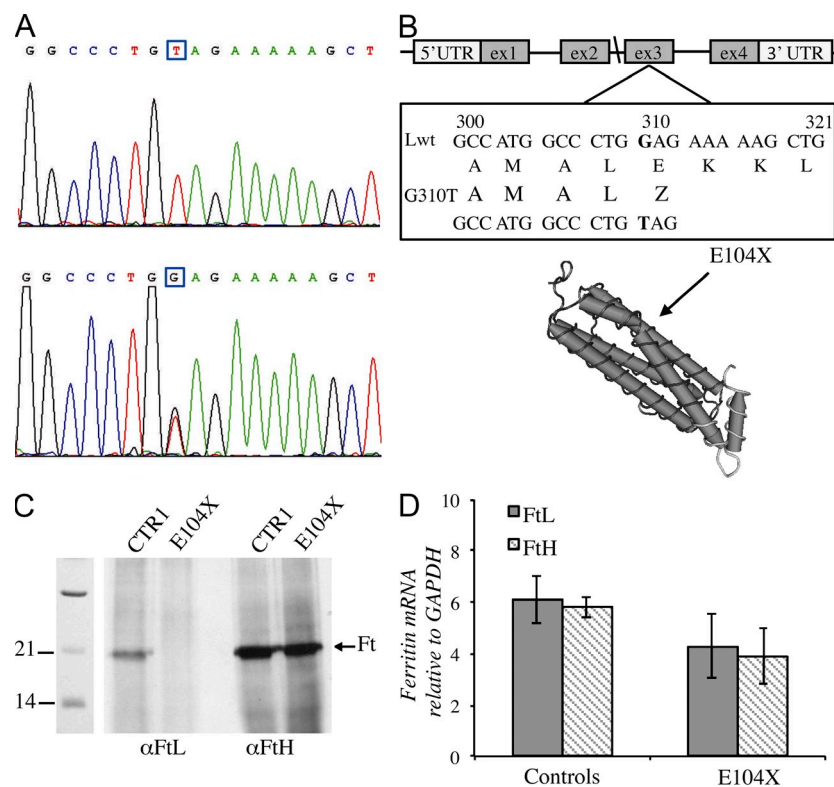 A
G G C C C T G T A G A A A A A G C T
G G C C C T G G A G A A A A A G C T
B
5'UTR ex1 ex2 ex3 ex4 3' UTR
300 310 321
Lwt GCC ATG GCC CTG GAG AAA AAG CTG
A M A L E K K L
G310T A M A L Z
GCC ATG GCC CTG TAG
E104X
C
CTR1 E104X CTR1 E104X
21
14
Ft
αFtL αFtH
D
Ferritin mRNA
relative to GAPDH
10
8
6
4
2
0
FtL
FtH
Controls E104X